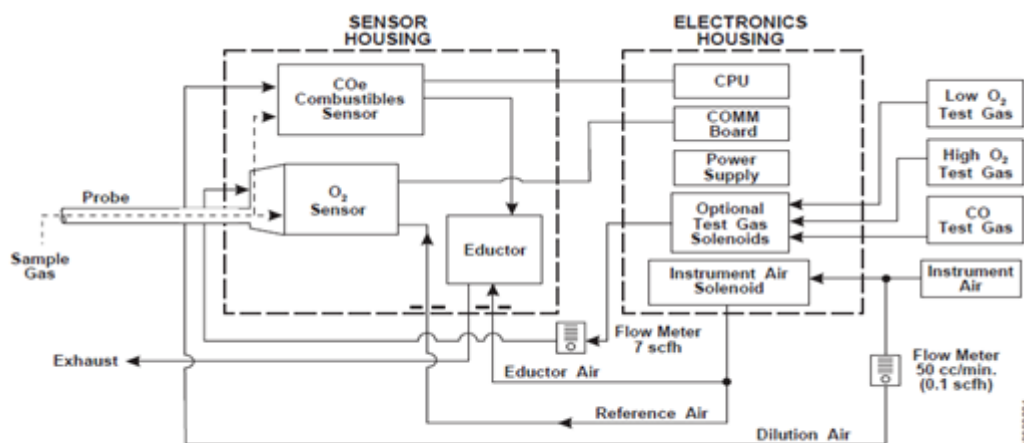 SENSOR
HOUSING
ELECTRONICS
HOUSING
COe
Combustibles
Sensor
CPU
COMM
Board
Power
Supply
Optional
Test Gas
Solenoids
Instrument Air
Solenoid
Low O₂
Test Gas
High O₂
Test Gas
CO
Test Gas
Instrument
Air
Probe
O₂
Sensor
Sample
Gas
Eductor
Flow Meter
7 scfh
Flow Meter
50 cc/min.
(0.1 scfh)
Exhaust
Eductor Air
Reference Air
Dilution Air